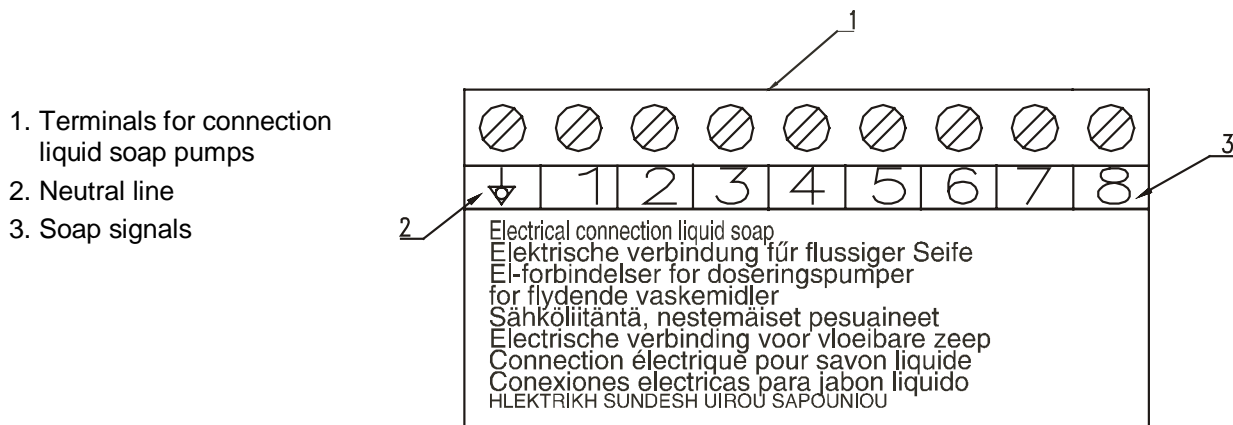 1. Terminals for connection
liquid soap pumps
2. Neutral line
3. Soap signals
1
3
2
1 2 3 4 5 6 7 8
Electrical connection liquid soap
Elektrische verbindung fűr flussiger Seife
El-forbindelser for doseringspumper
for flydende vaskemidler
Sähköliitäntä, nestemäiset pesuaineet
Electrische verbinding voor vloeibare zeep
Connection électrique pour savon liquide
Conexiones electricas para jabon liquido
HLEKTRIKH SUNDESH UIROU SAPOUNIOU